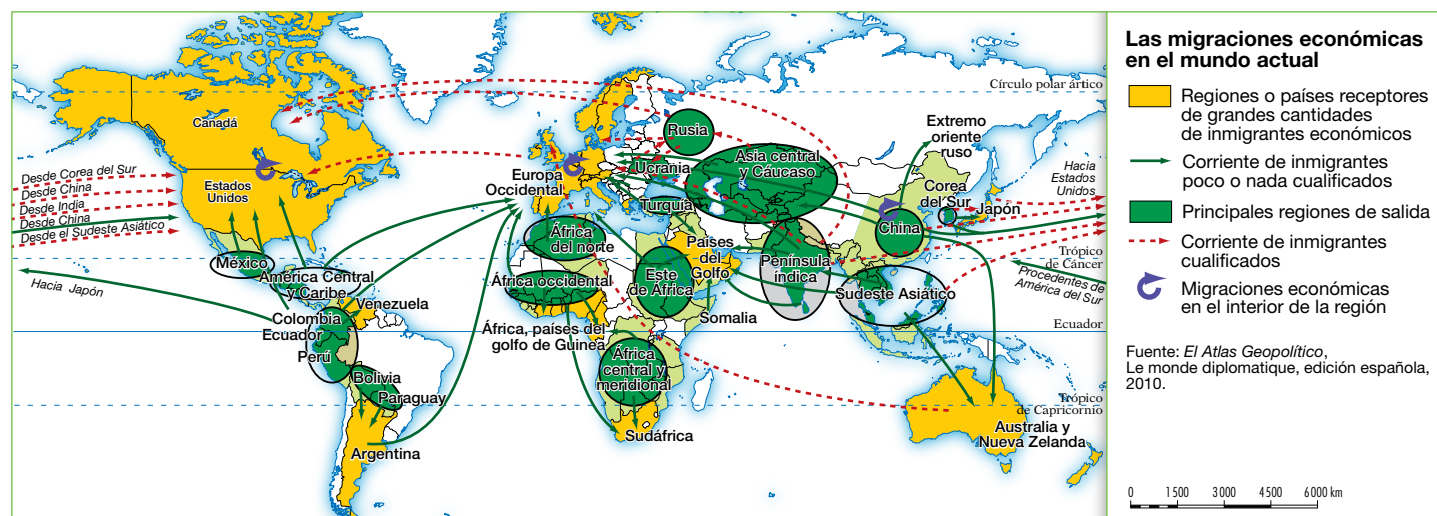 Círculo polar ártico
Canadá
Estados
Unidos
Desde Corea del Sur
Desde China
Desde India
Desde China
Desde el Sudeste Asiático
México
América Central
y Caribe
Hacia Japón
Venezuela
Colombia
Ecuador
Perú
Bolivia
Paraguay
Argentina
Europa
Occidental
Rusia
Ucrania
Asia central
y Cáucaso
Turquía
África
del norte
África occidental
Países
del
Golfo
Este
de África
Somalia
África, países del
golfo de Guinea
África
central y
meridional
Sudáfrica
Península
índica
Extremo
oriente
ruso
Corea
del Sur
Japón
China
Sudeste Asiático
Hacia
Estados
Unidos
Trópico
de Cáncer
Procedentes de
América del Sur
Ecuador
Trópico
de Capricornio
Australia y
Nueva Zelanda
Las migraciones económicas
en el mundo actual
Regiones o países receptores
de grandes cantidades
de inmigrantes económicos
Corriente de inmigrantes
poco o nada cualificados
Principales regiones de salida
Corriente de inmigrantes
cualificados
Migraciones económicas
en el interior de la región
Fuente: El Atlas Geopolítico,
Le monde diplomatique, edición española,
2010.
0 1 500 3 000 4 500 6 000 km